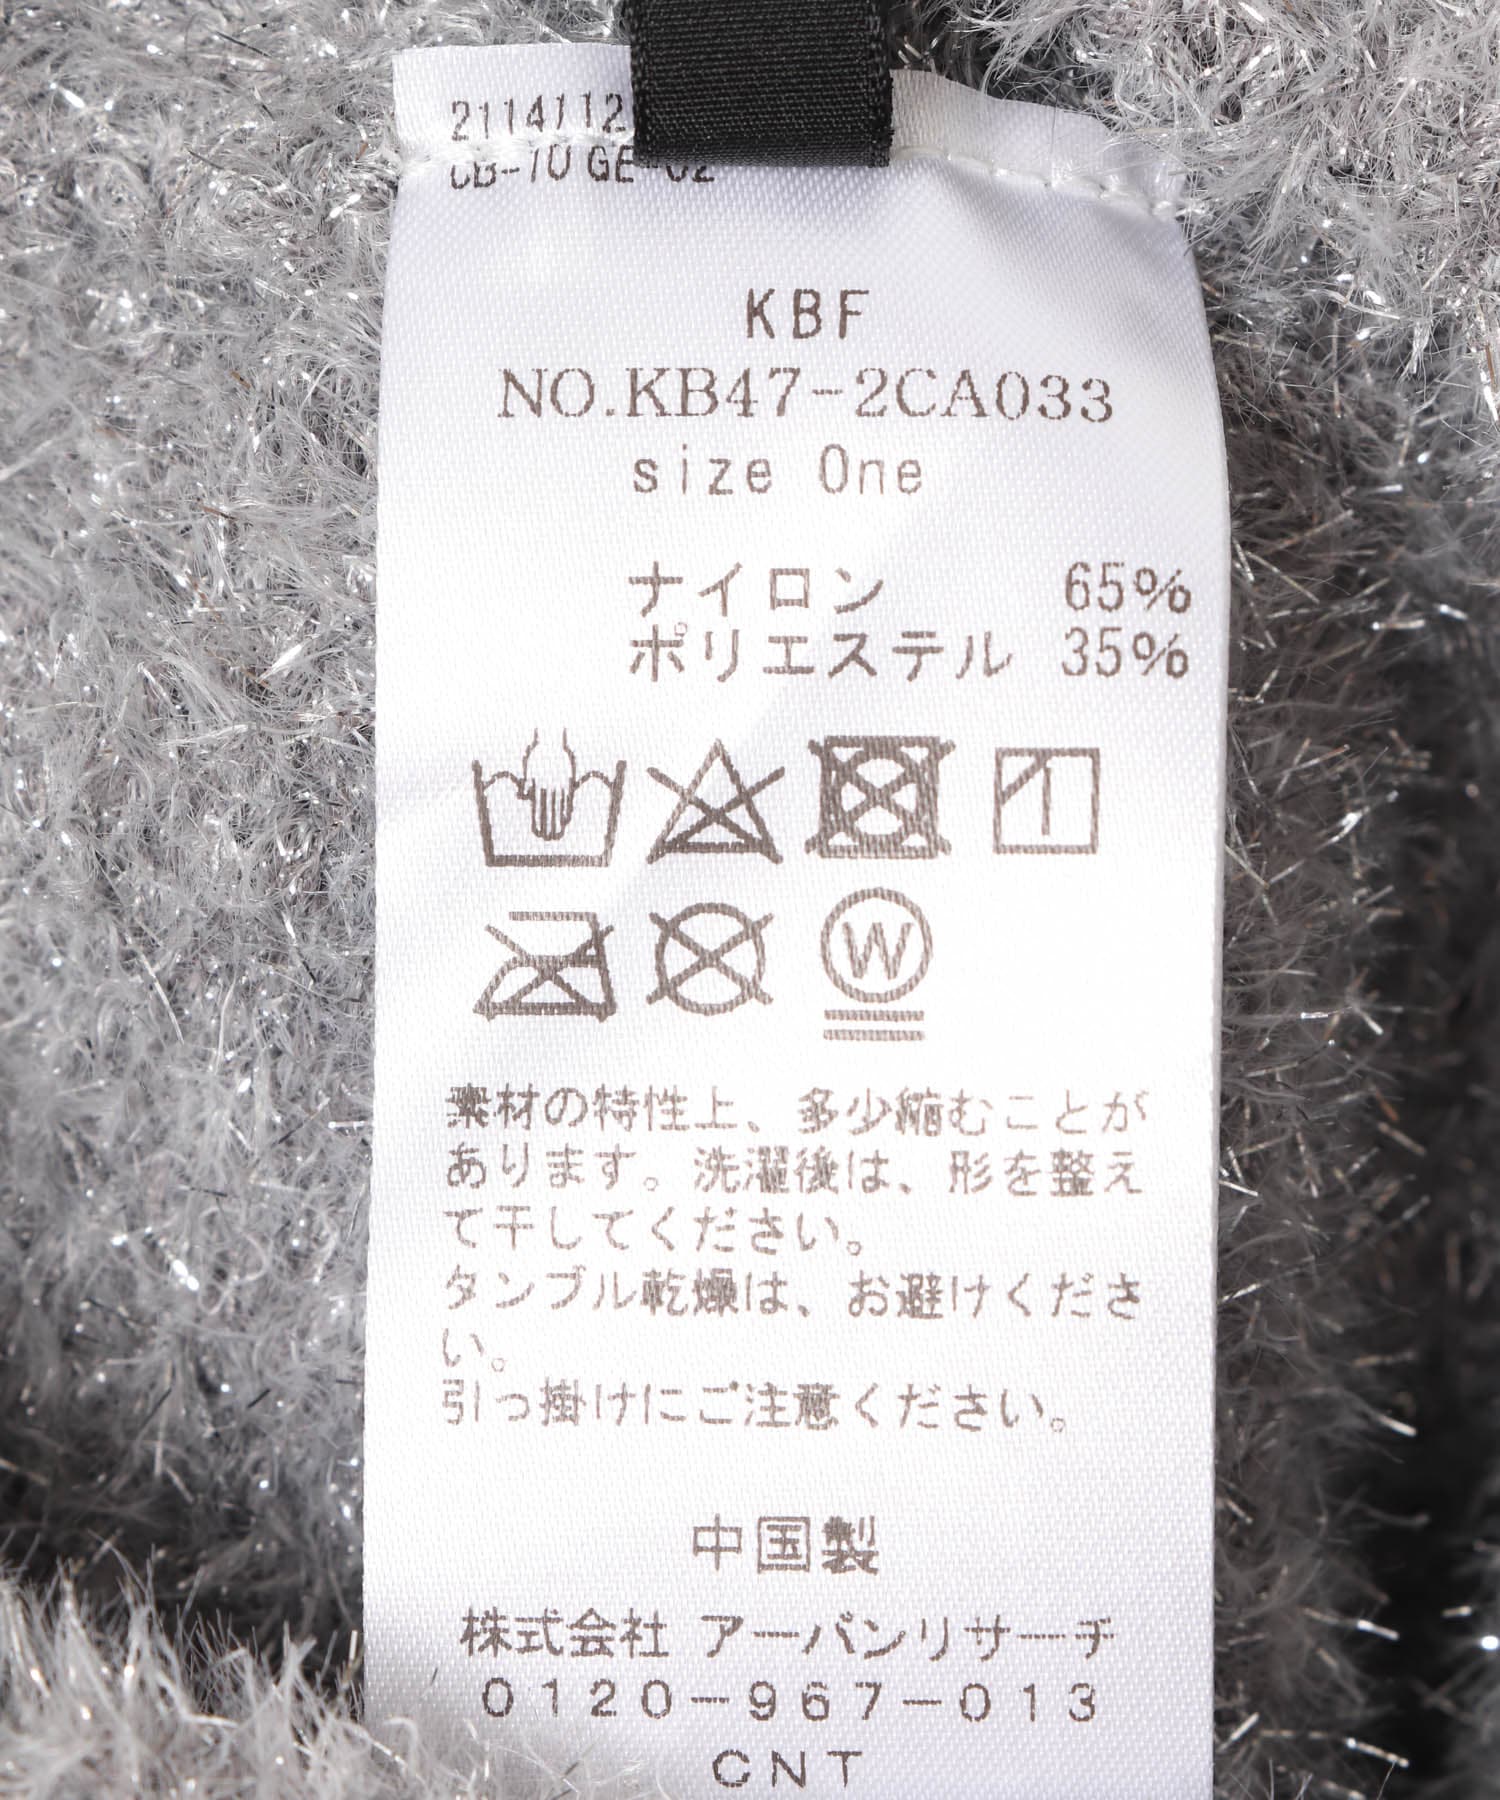 2114112
KBF
NO.KB47-2CA033
size One
ナイロン 65%
ポリエステル 35%
W
素材の特性上、多少縮むことが
あります。洗濯後は、形を整え
て干してください。
タンブル乾燥は、お避けくださ
い。
引っ掛けにご注意ください。
中国製
株式会社 アーバンリサーチ
0120-967-013
CNT